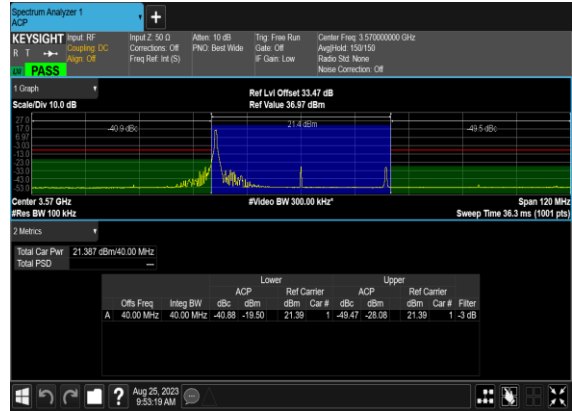 Spectrum Analyzer 1
ACP
KEYSIGHT Input: RF Input Z: 50 Ω Atten: 10 dB Trig: Free Run Center Freq: 3.570000000 GHz
R T Coupling: DC Corrections: Off PNO: Best Wide Gate: Off Avg|Hold: 150/150
Align: Off Freq Ref: Int (S) IF Gain: Low Radio Std: None
LW PASS Noise Correction: Off
1 Graph Ref Lvl Offset 33.47 dB
Scale/Div 10.0 dB Ref Value 36.97 dBm
27.0
17.0 -40.9 dBc 21.4 dBm -49.5 dBc
6.97
-3.03
-13.0
-23.0
-33.0
-43.0
-53.0
Center 3.57 GHz #Video BW 300.00 kHz* Span 120 MHz
#Res BW 100 kHz Sweep Time 36.3 ms (1001 pts)
2 Metrics
Total Car Pwr 21.387 dBm/40.00 MHz
Total PSD ---
Lower Upper
ACP Ref Carrier ACP Ref Carrier
Offs Freq Integ BW dBc dBm dBm Car # dBc dBm dBm Car # Filter
A 40.00 MHz 40.00 MHz -40.88 -19.50 21.39 1 -49.47 -28.08 21.39 1 -3 dB
? Aug 25, 2023
9:53:19 AM